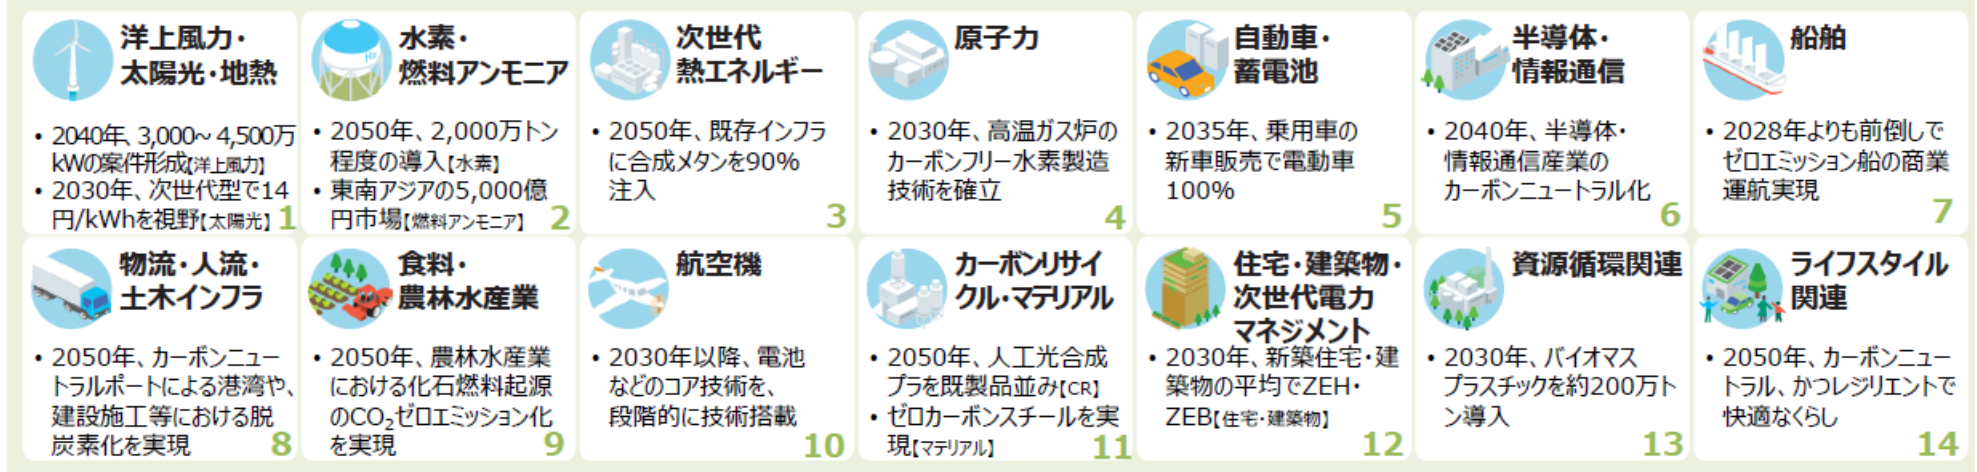 洋上風力・
太陽光・地熱
• 2040年、3,000～4,500万
kWの案件形成【洋上風力】
• 2030年、次世代型で14
円/kWhを視野【太陽光】
1
水素・
燃料アンモニア
• 2050年、2,000万トン
程度の導入【水素】
• 東南アジアの5,000億
円市場【燃料アンモニア】
2
次世代
熱エネルギー
• 2050年、既存インフラ
に合成メタンを90%
注入
3
原子力
• 2030年、高温ガス炉の
カーボンフリー水素製造
技術を確立
4
自動車・
蓄電池
• 2035年、乗用車の
新車販売で電動車
100%
5
半導体・
情報通信
• 2040年、半導体・
情報通信産業の
カーボンニュートラル化
6
船舶
• 2028年よりも前倒しで
ゼロエミッション船の商業
運航実現
7
物流・人流・
土木インフラ
• 2050年、カーボンニュー
トラルポートによる港湾や、
建設施工等における脱
炭素化を実現
8
食料・
農林水産業
• 2050年、農林水産業
における化石燃料起源
のCO₂ゼロエミッション化
を実現
9
航空機
• 2030年以降、電池
などのコア技術を、
段階的に技術搭載
10
カーボンリサイ
クル・マテリアル
• 2050年、人工光合成
プラを既製品並み【CR】
• ゼロカーボンスチールを実
現【マテリアル】
11
住宅・建築物・
次世代電力
マネジメント
• 2030年、新築住宅・建
築物の平均でZEH・
ZEB【住宅・建築物】
12
資源循環関連
• 2030年、バイオマス
プラスチックを約200万ト
ン導入
13
ライフスタイル
関連
• 2050年、カーボンニュー
トラル、かつレジリエントで
快適なくらし
14